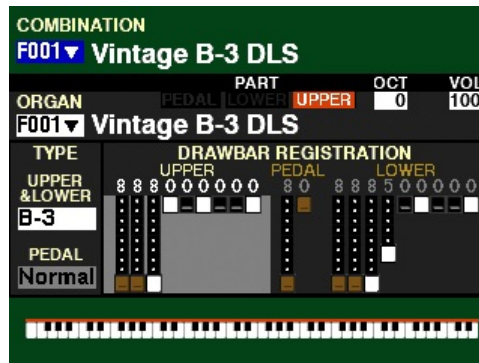 COMBINATION
F001▼ Vintage B-3 DLS
PART OCT VOL
ORGAN PEDAL LOWER UPPER 0 100
F001▼ Vintage B-3 DLS
TYPE DRAWBAR REGISTRATION
UPPER PEDAL LOWER
UPPER 888000000 80 888500000
&LOWER
B-3
PEDAL
Normal